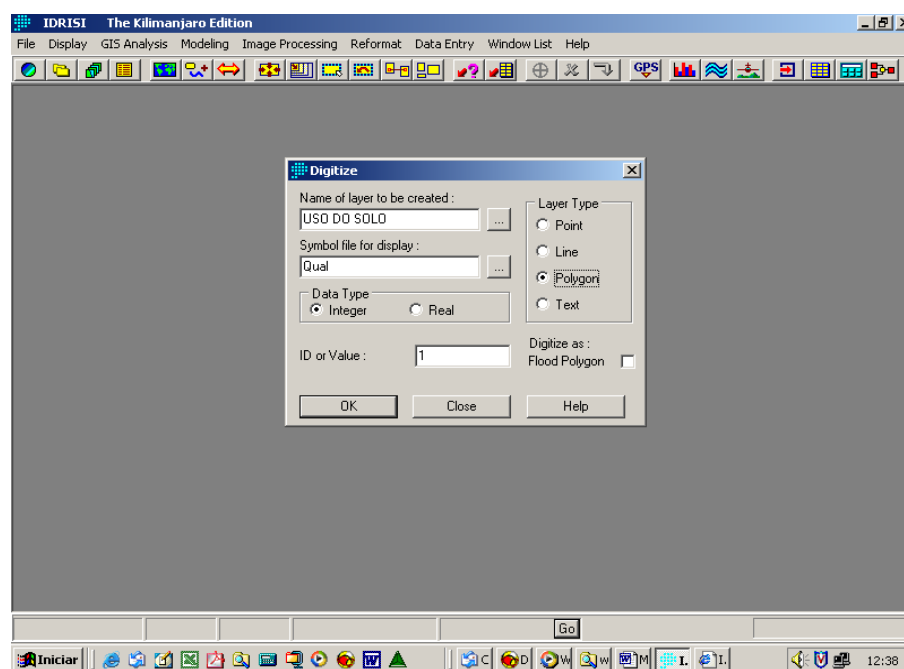 IDRISI The Kilimanjaro Edition
File Display GIS Analysis Modeling Image Processing Reformat Data Entry Window List Help
GPS
Digitize
Name of layer to be created :
USO DO SOLO
...
Symbol file for display :
Qual
...
Data Type
Integer Real
ID or Value :
1
Layer Type
Point
Line
Polygon
Text
Digitize as :
Flood Polygon
OK Close Help
Go
Iniciar C D W W M I. I. 12:38